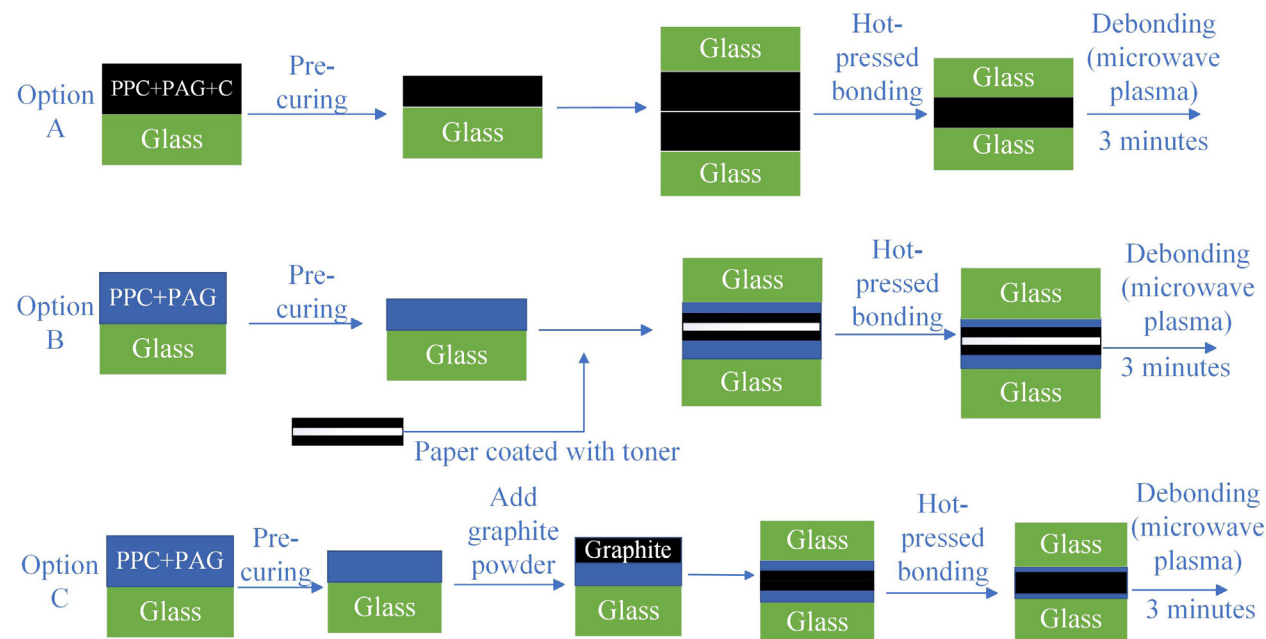 Option
A
PPC+PAG+C
Glass
Pre-
curing
Glass
Glass
Glass
Hot-
pressed
bonding
Glass
Glass
Debonding
(microwave
plasma)
3 minutes
Option
B
PPC+PAG
Glass
Pre-
curing
Glass
Paper coated with toner
Glass
Glass
Hot-
pressed
bonding
Glass
Glass
Debonding
(microwave
plasma)
3 minutes
Option
C
PPC+PAG
Glass
Pre-
curing
Glass
Add
graphite
powder
Graphite
Glass
Glass
Glass
Hot-
pressed
bonding
Glass
Glass
Debonding
(microwave
plasma)
3 minutes